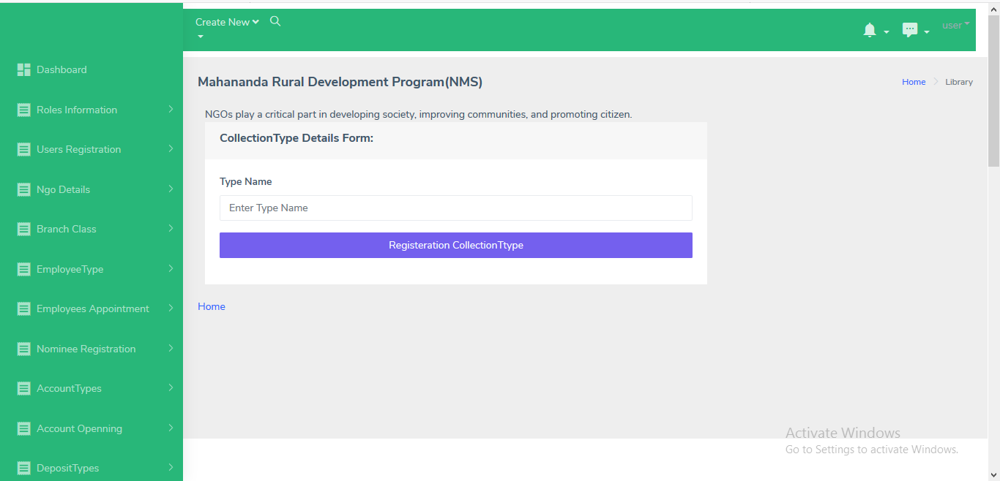 Create New
user
Dashboard
Roles Information
Users Registration
Ngo Details
Branch Class
EmployeeType
Employees Appointment
Nominee Registration
AccountTypes
Account Openning
DepositTypes
Mahananda Rural Development Program(NMS)
Home
Library
NGOs play a critical part in developing society, improving communities, and promoting citizen.
CollectionType Details Form:
Type Name
Enter Type Name
Registeration CollectionTtype
Home
Activate Windows
Go to Settings to activate Windows.